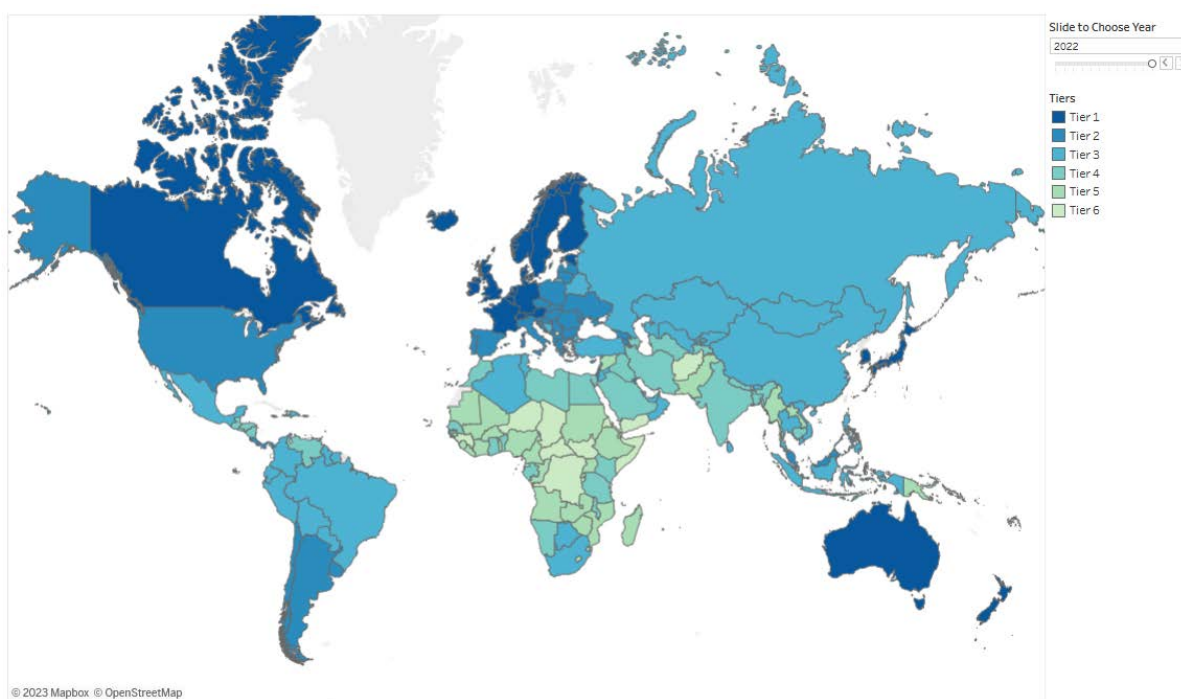 Slide to Choose Year
2022
Tiers
Tier 1
Tier 2
Tier 3
Tier 4
Tier 5
Tier 6
© 2023 Mapbox © OpenStreetMap